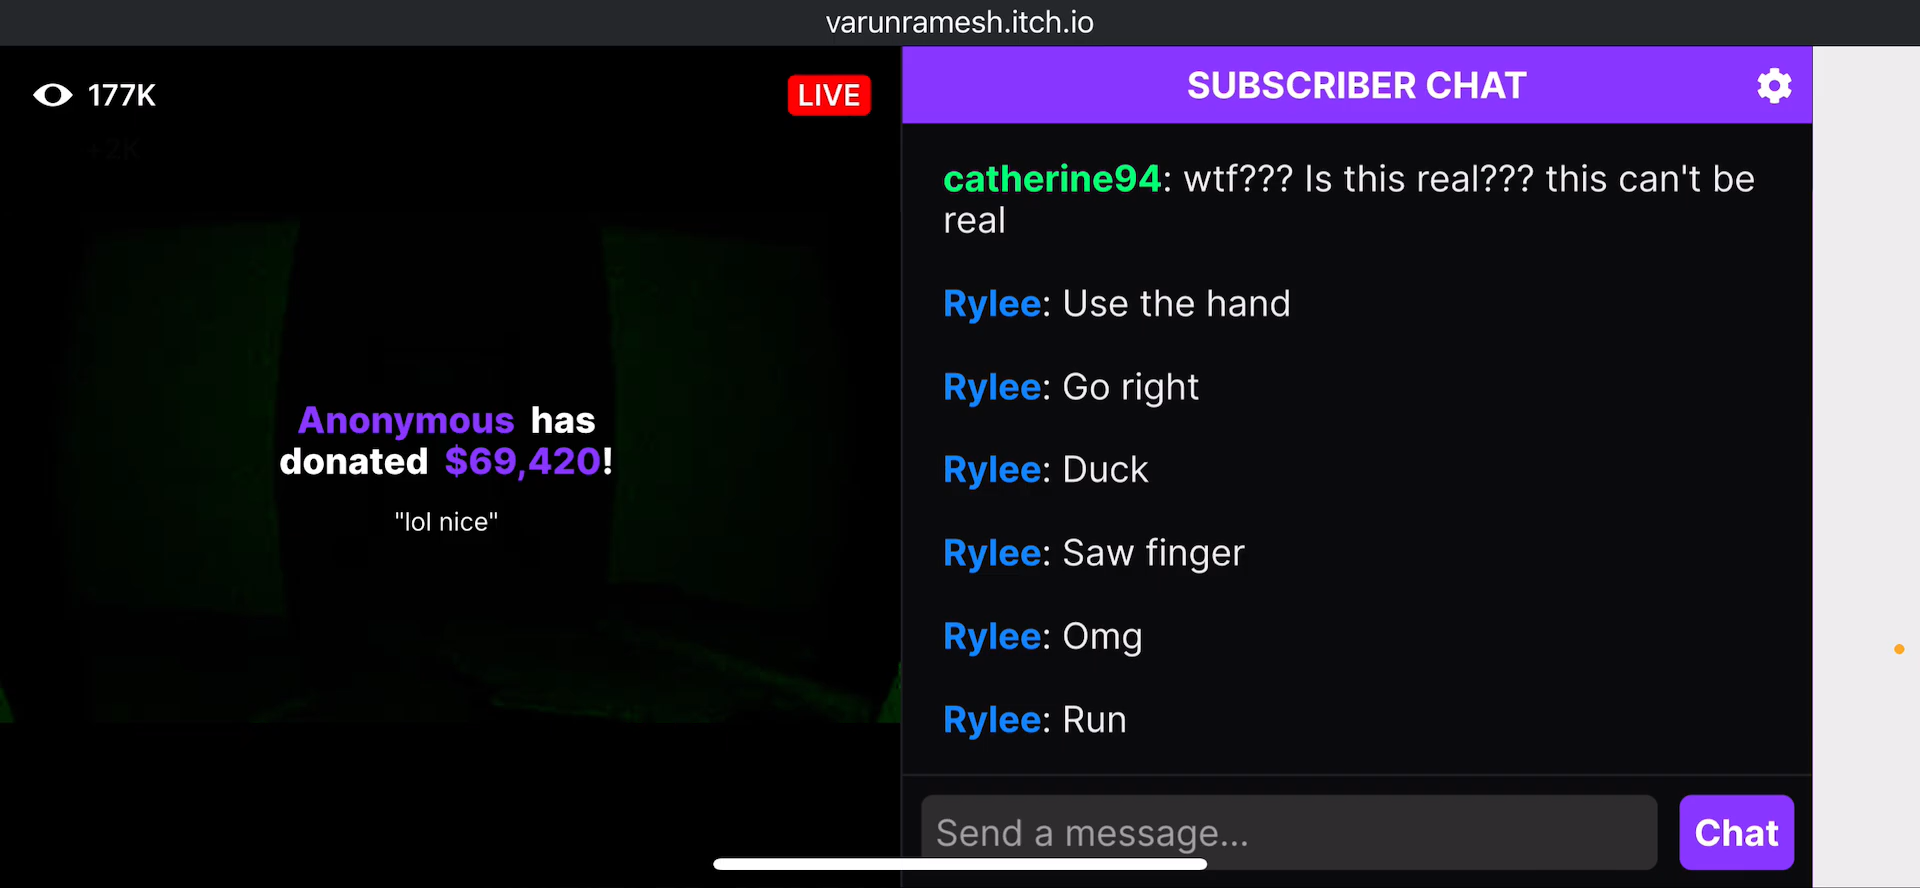 varunramesh.itch.io
177K
LIVE
+2K
Anonymous has
donated $69,420!
"lol nice"
SUBSCRIBER CHAT
catherine94: wtf??? Is this real??? this can't be
real
Rylee: Use the hand
Rylee: Go right
Rylee: Duck
Rylee: Saw finger
Rylee: Omg
Rylee: Run
Send a message...
Chat